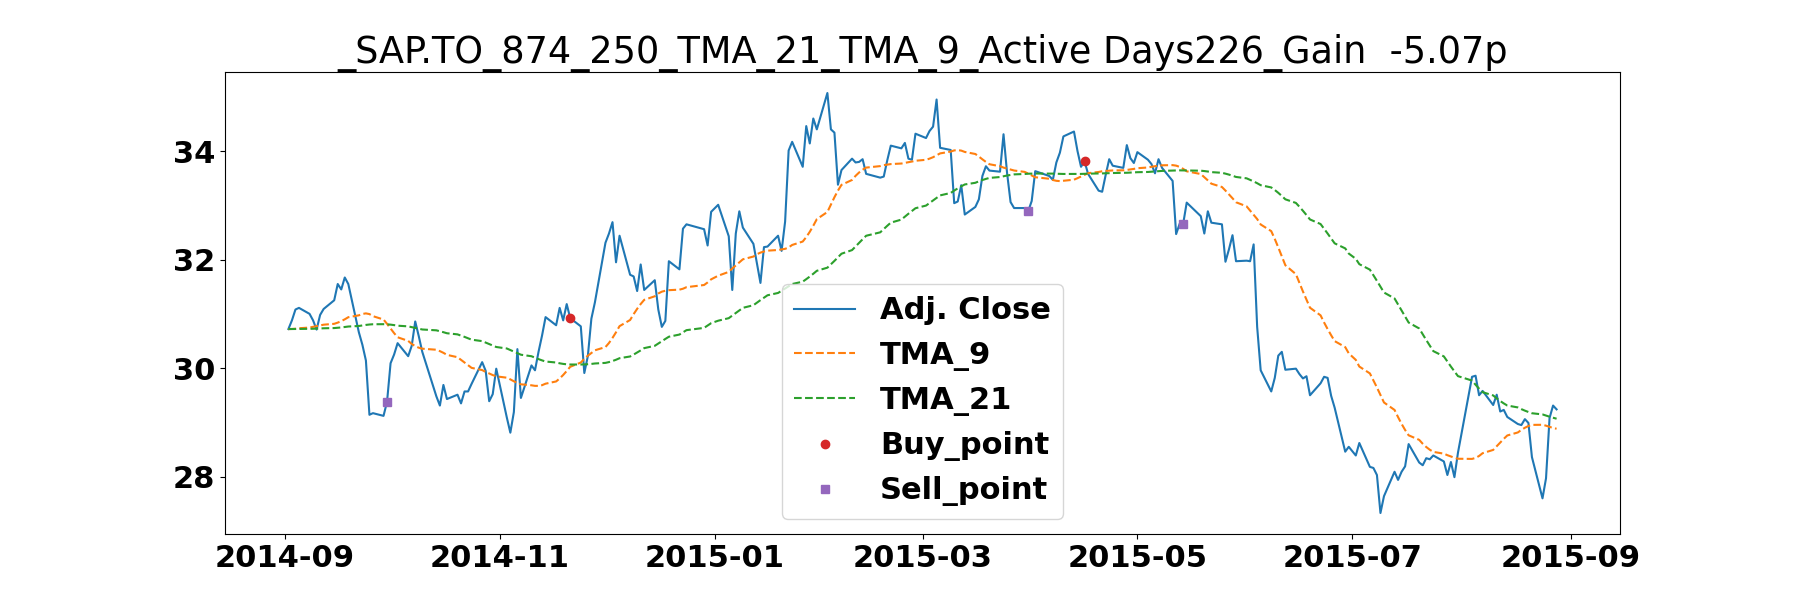 _SAP.TO_874_250_TMA_21_TMA_9_Active Days226_Gain  -5.07p
34
32
30
28
Adj. Close
TMA_9
TMA_21
Buy_point
Sell_point
2014-09 2014-11 2015-01 2015-03 2015-05 2015-07 2015-09